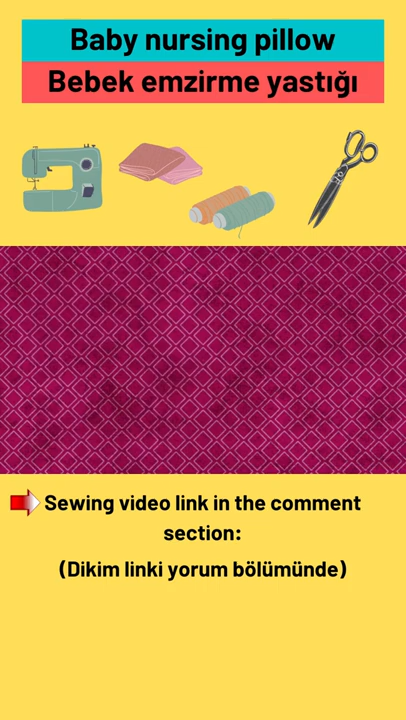 Baby nursing pillow
Bebek emzirme yastığı
Sewing video link in the comment
section:
(Dikim linki yorum bölümünde)